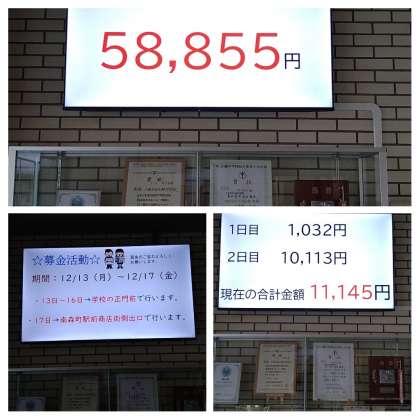 58,855円
☆募金活動☆
期間：12/13（月）～12/17（金）
・13日～16日→学校の正門前で行います。
・17日→南森町駅前商店街側出口で行います。
1日目 1,032円
2日目 10,113円
現在の合計金額 11,145円